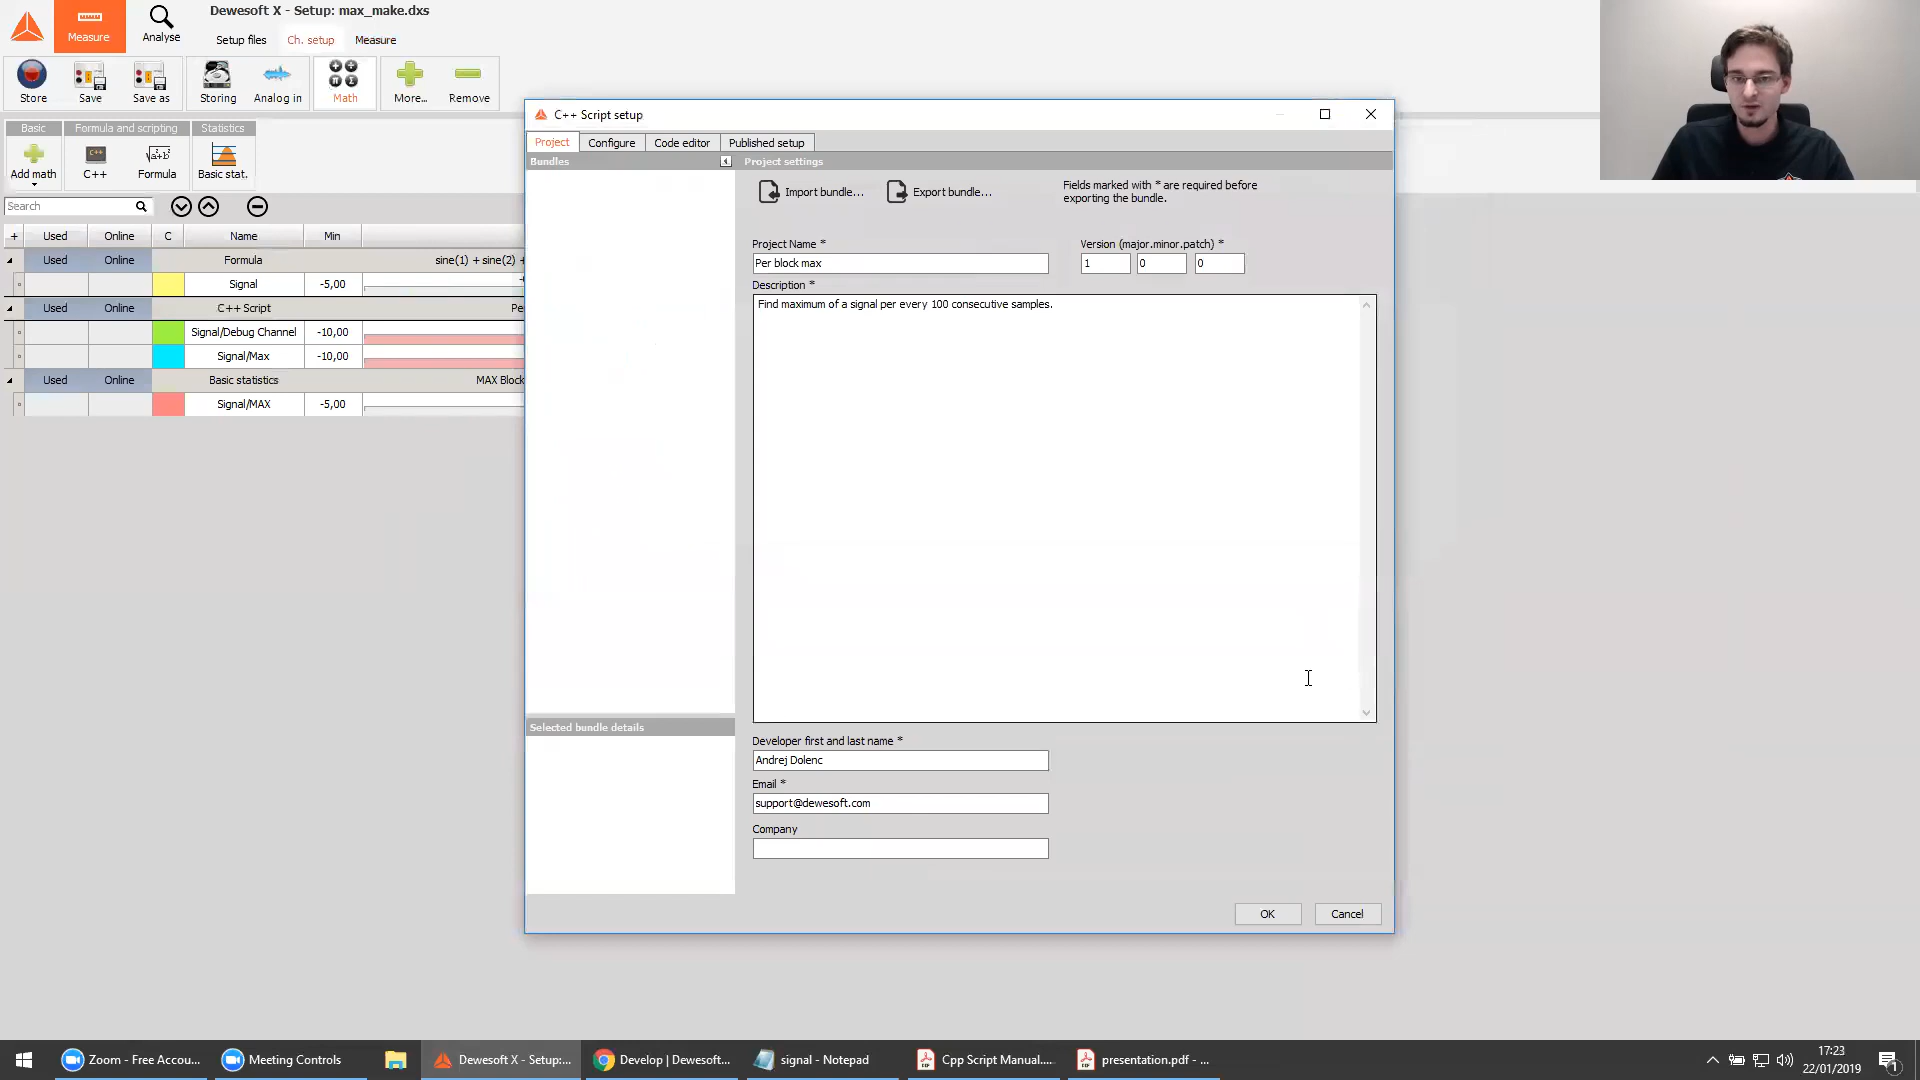 Dewesoft X - Setup: max_make.dxs
Measure
Analyse
Setup files
Ch. setup
Measure
Store
Save
Save as
Storing
Analog in
Math
More...
Remove
Basic
Formula and scripting
Statistics
Add math
C++
Formula
Basic stat.
Search
+
Used
Online
C
Name
Min
Used
Online
Formula
sine(1) + sine(2) +
Signal
-5,00
C++ Script
Signal/Debug Channel
-10,00
Signal/Max
-10,00
Used
Online
Basic statistics
MAX Block
Signal/MAX
-5,00
C++ Script setup
Project
Configure
Code editor
Published setup
Bundles
Project settings
Import bundle...
Export bundle...
Fields marked with * are required before
exporting the bundle.
Project Name *
Version (major.minor.patch) *
Per block max
1
0
0
Description *
Find maximum of a signal per every 100 consecutive samples.
Selected bundle details
Developer first and last name *
Andrej Dolenc
Email *
support@dewesoft.com
Company
OK
Cancel
Zoom - Free Accou...
Meeting Controls
Dewesoft X - Setup:...
Develop | Dewesoft...
signal - Notepad
Cpp Script Manual....
presentation.pdf - ...
17:23
22/01/2019